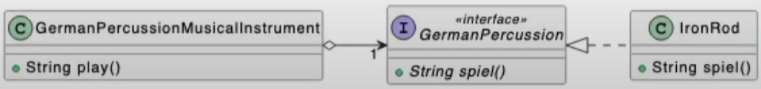 C GermanPercussionMusicalInstrument
String play()
1
I «interface»
GermanPercussion
String spiel()
C IronRod
String spiel()